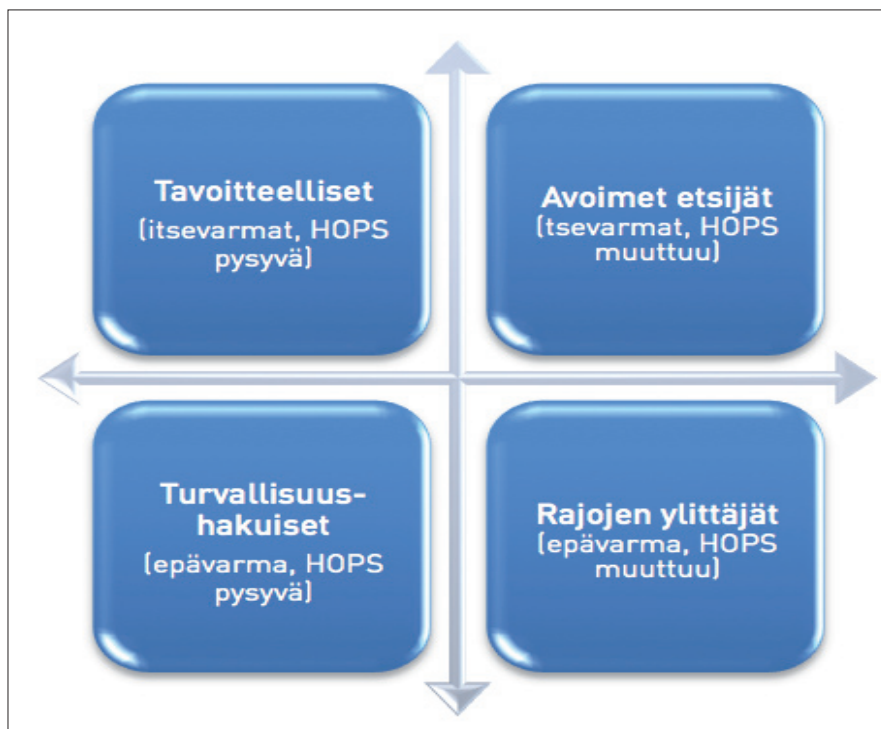 Tavoitteelliset
(itsevarmat, HOPS
pysyvä)
Avoimet etsijät
(tsevarmat, HOPS
muuttuu)
Turvallisuus-
hakuiset
(epävarma, HOPS
pysyvä)
Rajojen ylittäjät
(epävarma, HOPS
muuttuu)